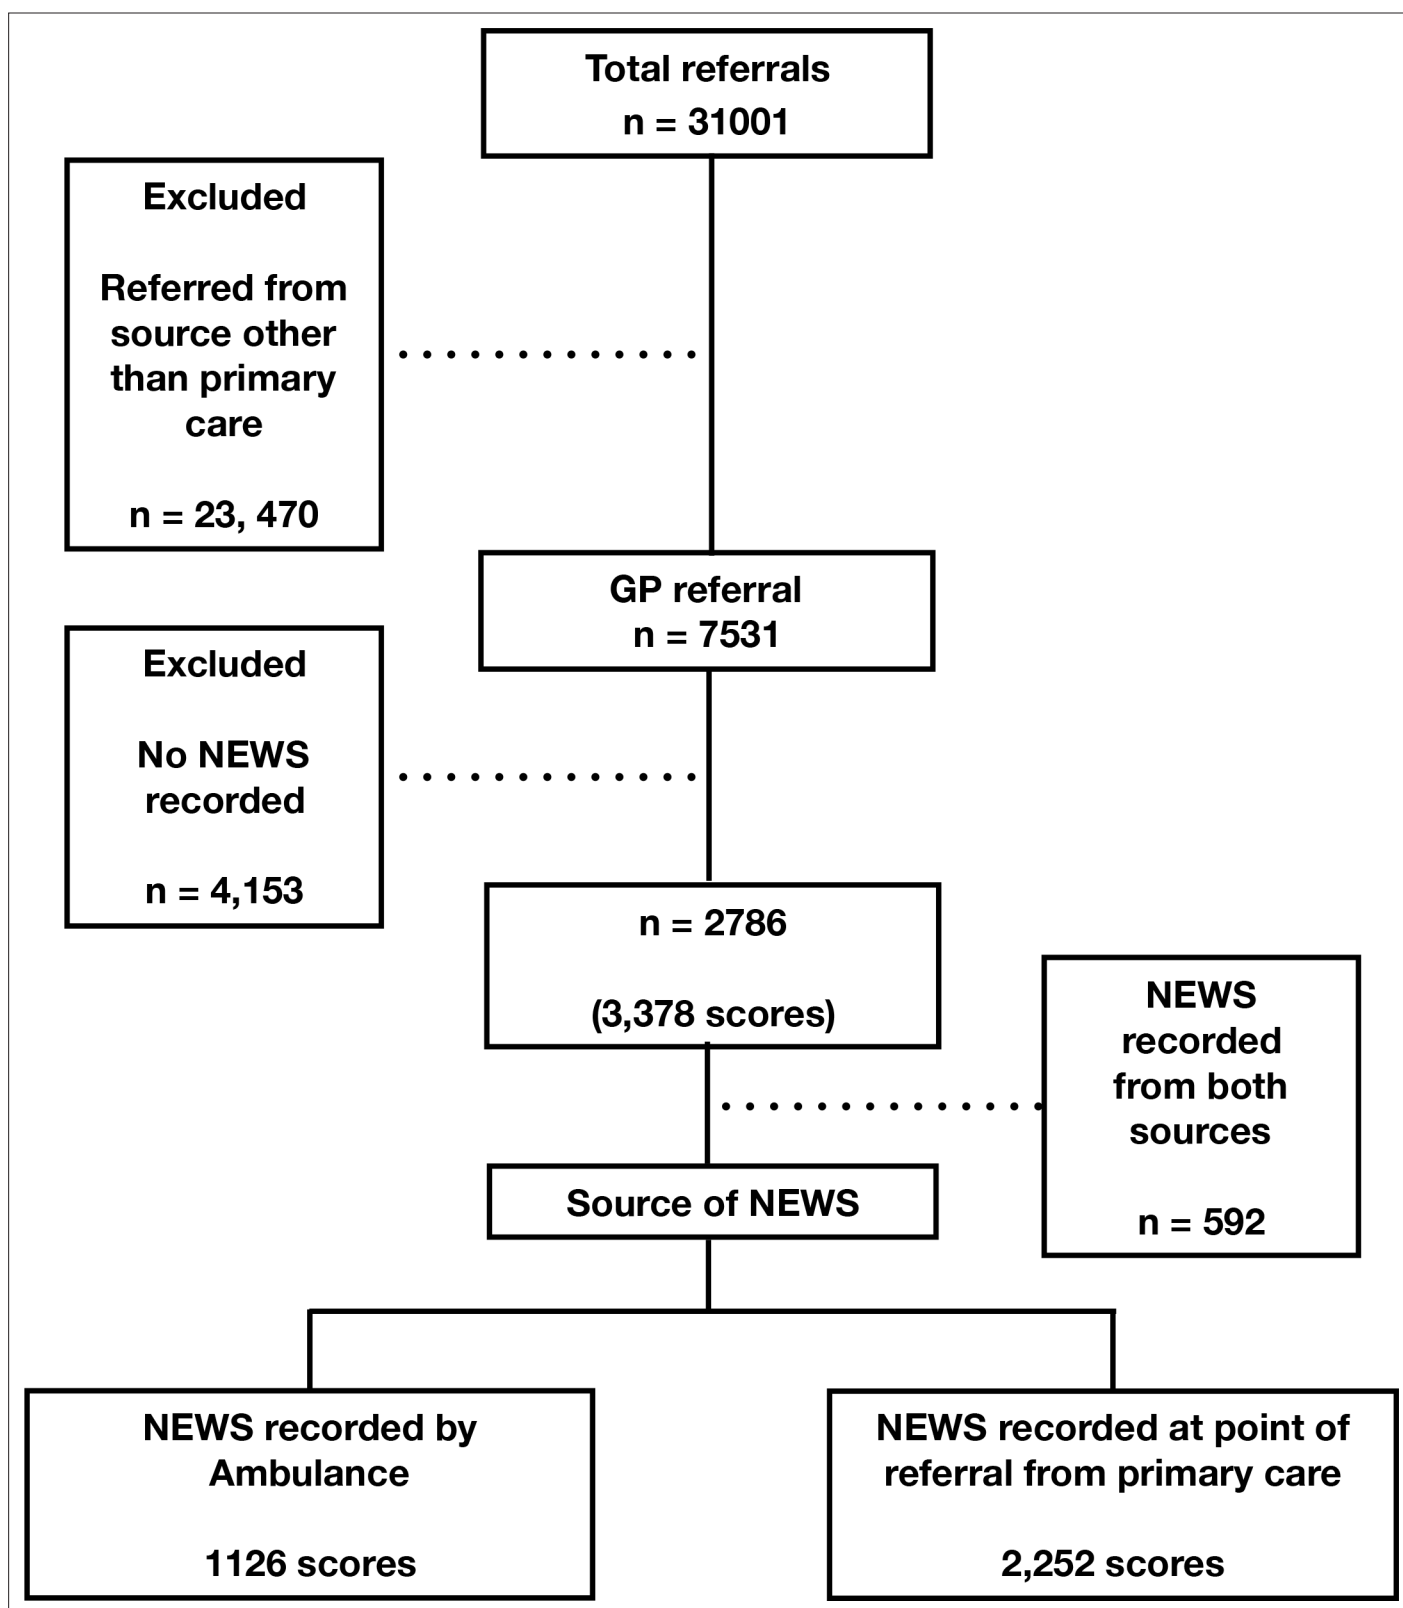 Total referrals
n = 31001
Excluded
Referred from
source other
than primary
care
n = 23, 470
GP referral
n = 7531
Excluded
No NEWS
recorded
n = 4,153
n = 2786
(3,378 scores)
NEWS
recorded
from both
sources
n = 592
Source of NEWS
NEWS recorded by
Ambulance
1126 scores
NEWS recorded at point of
referral from primary care
2,252 scores